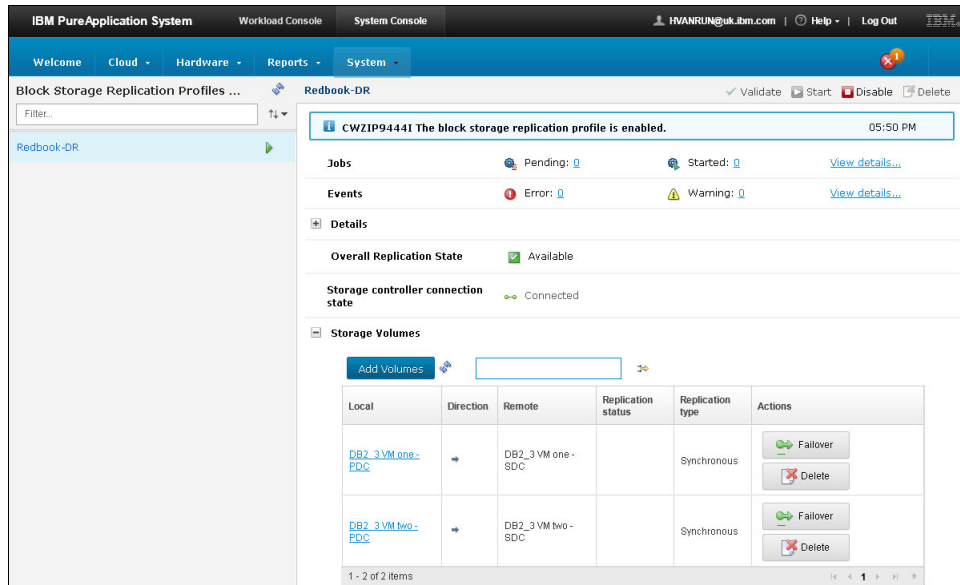 IBM PureApplication System Workload Console System Console HVANRUN@uk.ibm.com | Help | Log Out IBM
Welcome Cloud Hardware Reports System 1
Block Storage Replication Profiles ...
Filter...
Redbook-DR
Redbook-DR Validate Start Disable Delete
CWZIP9444I The block storage replication profile is enabled. 05:50 PM
Jobs Pending: 0 Started: 0 View details...
Events Error: 0 Warning: 0 View details...
Details
Overall Replication State Available
Storage controller connection state Connected
Storage Volumes
Add Volumes
Local Direction Remote Replication status Replication type Actions
DB2_3 VM one - PDC DB2_3 VM one - SDC Synchronous Failover Delete
DB2_3 VM two - PDC DB2_3 VM two - SDC Synchronous Failover Delete
1 - 2 of 2 items 1